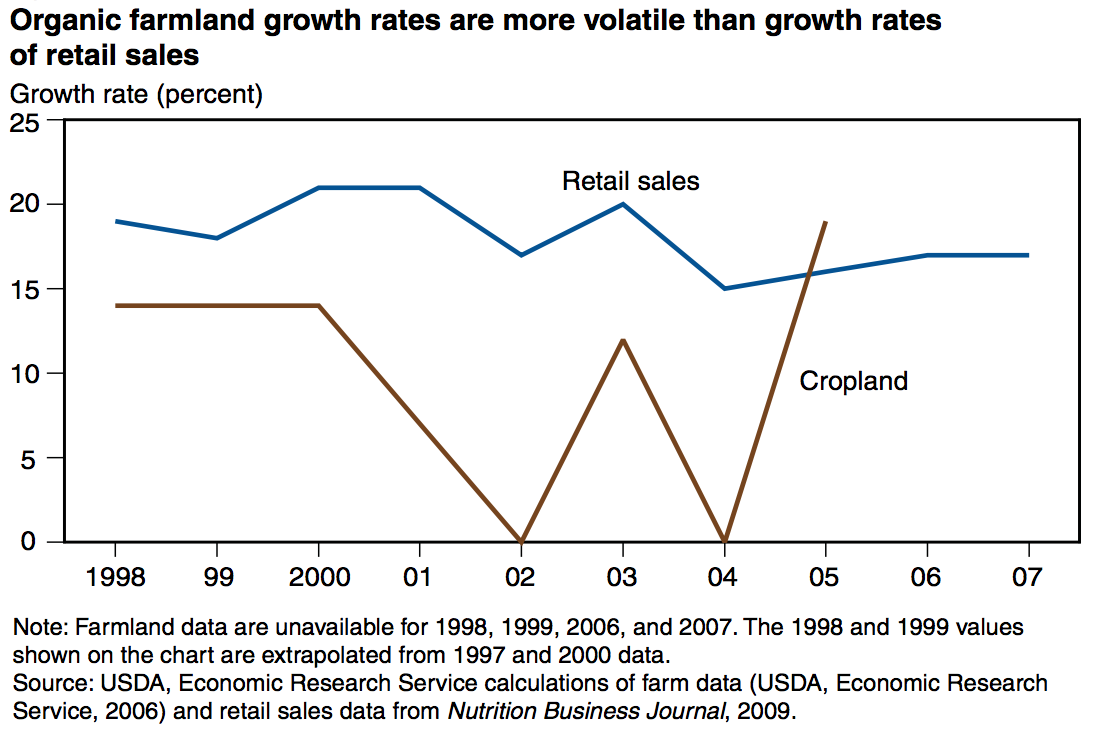 Organic farmland growth rates are more volatile than growth rates
of retail sales
Growth rate (percent)
25
20
15
10
5
0
Retail sales
Cropland
1998 99 2000 01 02 03 04 05 06 07
Note: Farmland data are unavailable for 1998, 1999, 2006, and 2007. The 1998 and 1999 values
shown on the chart are extrapolated from 1997 and 2000 data.
Source: USDA, Economic Research Service calculations of farm data (USDA, Economic Research
Service, 2006) and retail sales data from Nutrition Business Journal, 2009.